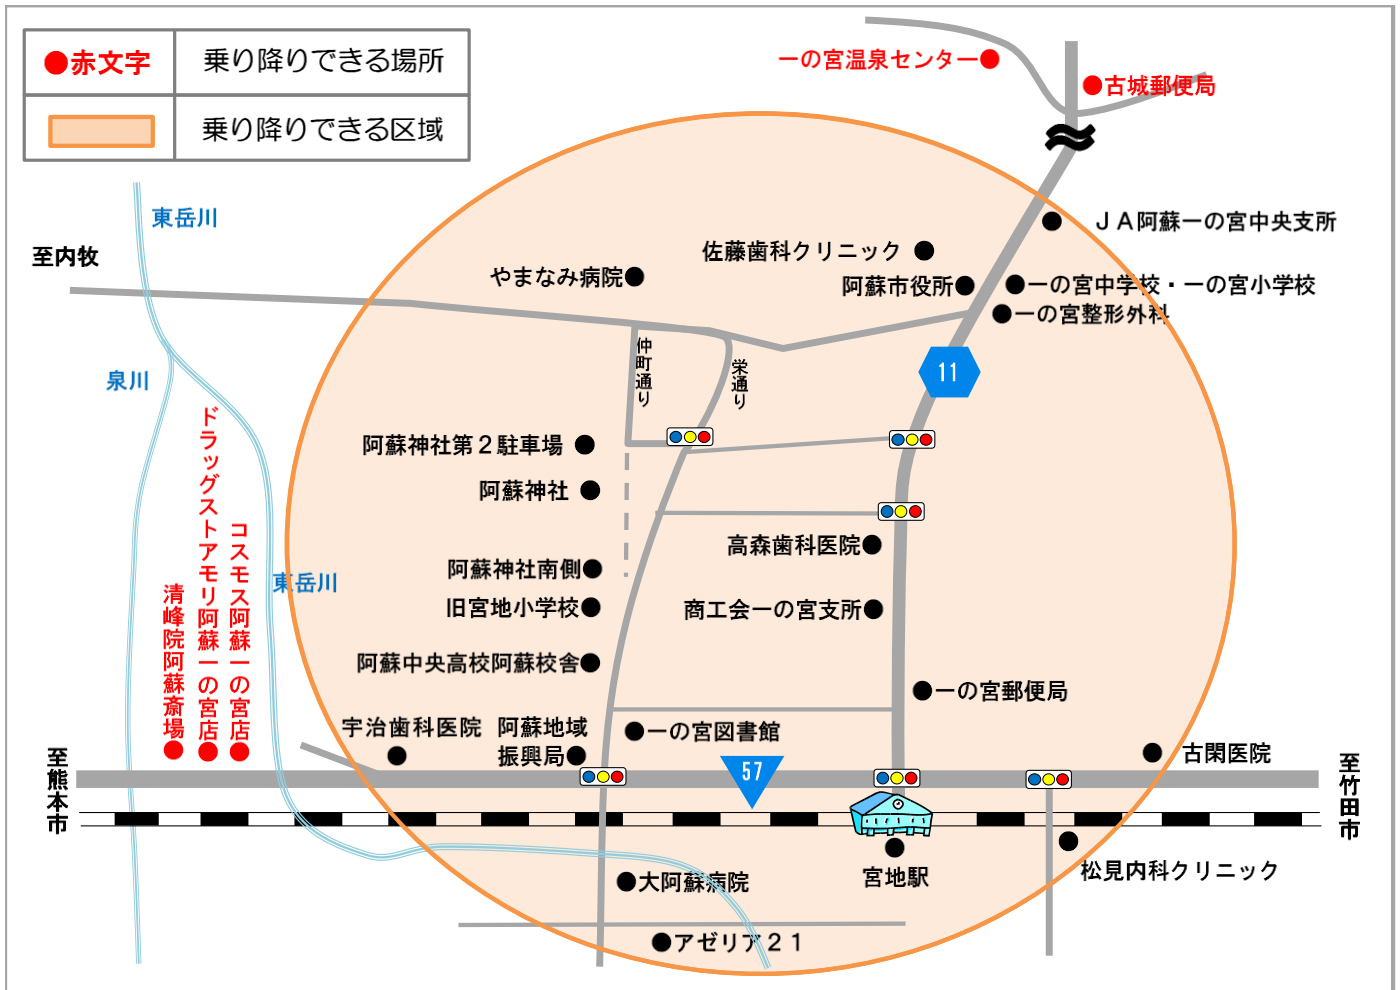 ●赤文字
乗り降りできる場所
乗り降りできる区域
一の宮温泉センター
古城郵便局
東岳川
至内牧
ＪＡ阿蘇一の宮中央支所
佐藤歯科クリニック
やまなみ病院
阿蘇市役所
一の宮中学校・一の宮小学校
一の宮整形外科
仲町通り
栄通り
11
泉川
ドラッグストアモリ阿蘇一の宮店
コスモス阿蘇一の宮店
清峰院阿蘇斎場
東岳川
阿蘇神社第２駐車場
阿蘇神社
高森歯科医院
阿蘇神社南側
旧宮地小学校
商工会一の宮支所
阿蘇中央高校阿蘇校舎
一の宮郵便局
宇治歯科医院
阿蘇地域
振興局
一の宮図書館
57
古閑医院
至熊本市
至竹田市
宮地駅
松見内科クリニック
大阿蘇病院
アゼリア２１